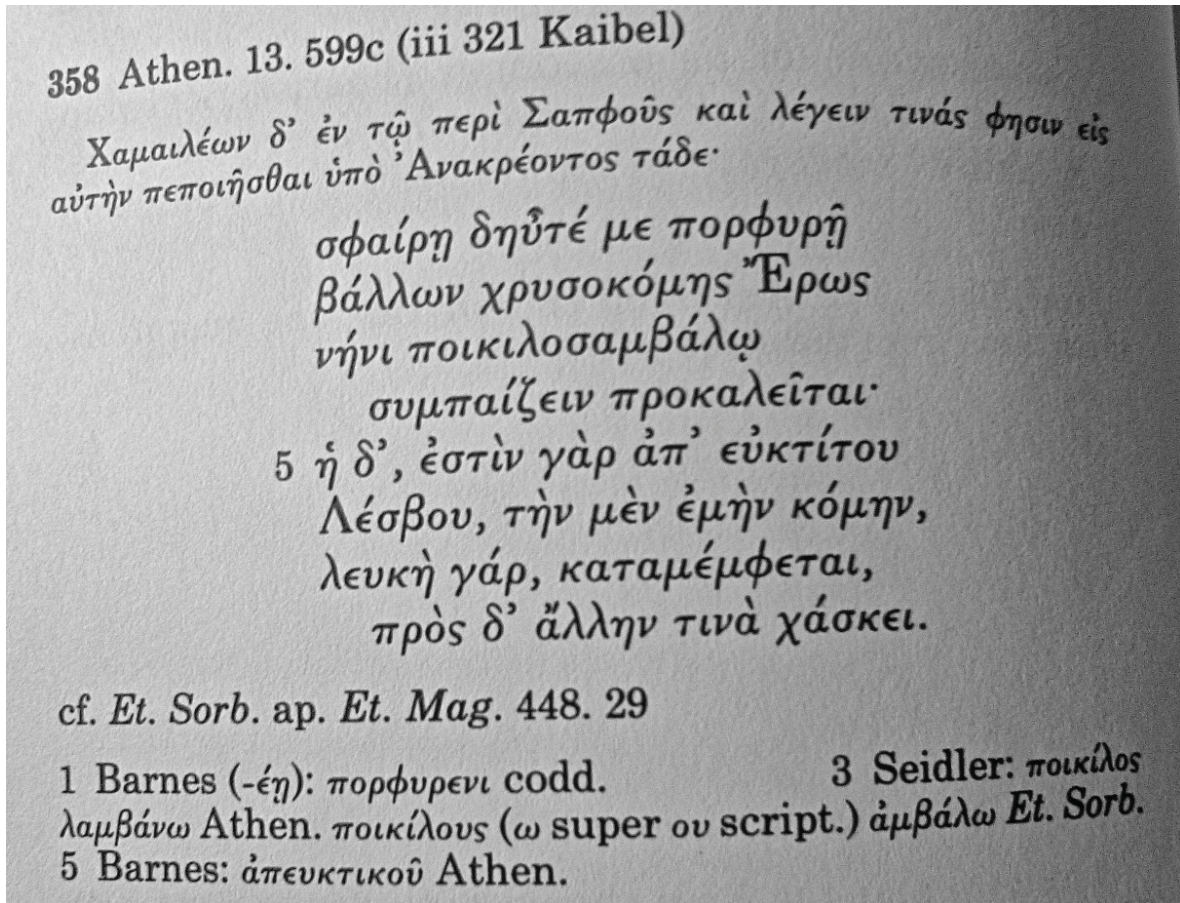 358 Athen. 13. 599c (iii 321 Kaibel)
Χαμαιλέων δ’ ἐν τῷ περὶ Σαπφοῦς καὶ λέγειν τινάς φησιν εἰς
αὐτὴν πεποιῆσθαι ὑπὸ Ἀνακρέοντος τάδε·
σφαίρῃ δηὖτέ με πορφυρῇ
βάλλων χρυσοκόμης Ἔρως
νήνι ποικιλοσαμβάλῳ
συμπαίζειν προκαλεῖται·
5 ἡ δ’, ἐστὶν γὰρ ἀπ’ εὐκτίτου
Λέσβου, τὴν μὲν ἐμὴν κόμην,
λευκὴ γάρ, καταμέμφεται,
πρὸς δ’ ἄλλην τινὰ χάσκει.
cf. Et. Sorb. ap. Et. Mag. 448. 29
1 Barnes (-έῃ): πορφυρενι codd. 3 Seidler: ποικίλος
λαμβάνω Athen. ποικίλους (ω super ου script.) ἀμβάλω Et. Sorb.
5 Barnes: ἀπευκτικοῦ Athen.